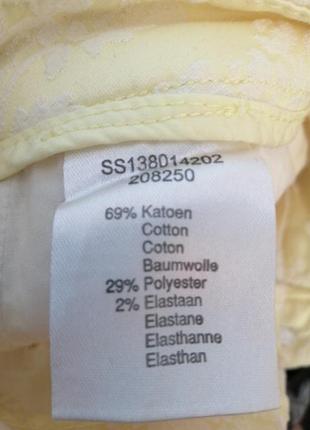 SS138014202
208250
69% Katoen
Cotton
Coton
Baumwolle
29% Polyester
2% Elastaan
Elastane
Elasthanne
Elasthan